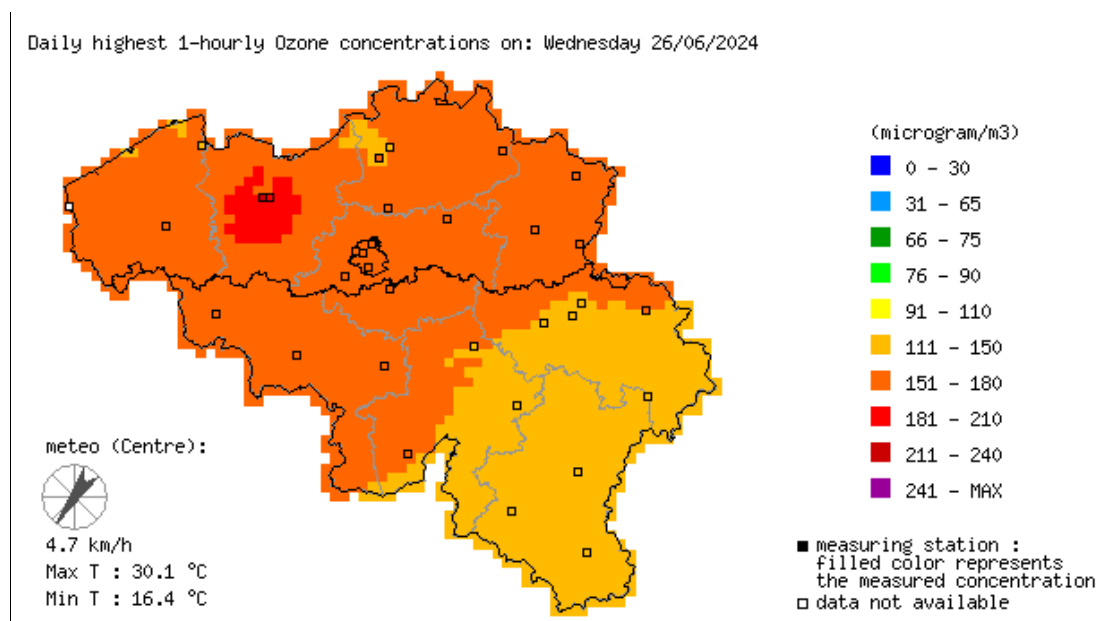 Daily highest 1-hourly Ozone concentrations on: Wednesday 26/06/2024
(microgram/m3)
0 - 30
31 - 65
66 - 75
76 - 90
91 - 110
111 - 150
151 - 180
181 - 210
211 - 240
241 - MAX
meteo (Centre):
4.7 km/h
Max T : 30.1 °C
Min T : 16.4 °C
measuring station :
filled color represents
the measured concentration
data not available